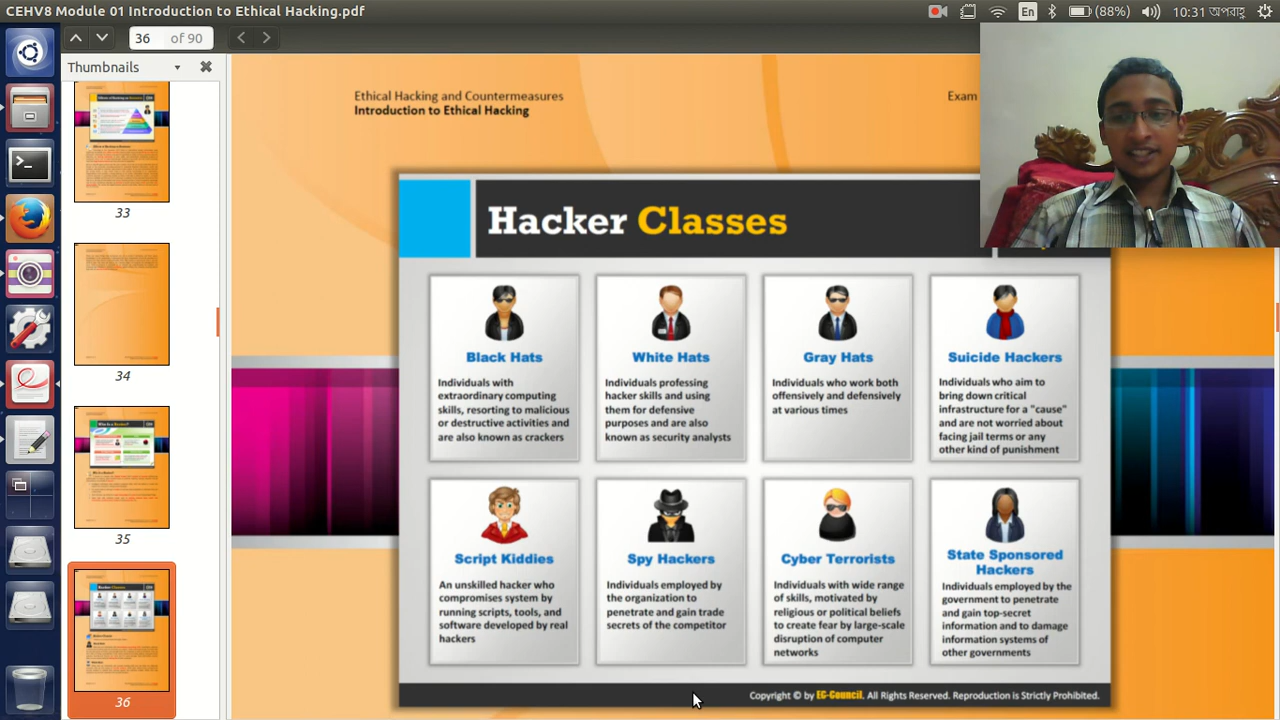 CEHV8 Module 01 Introduction to Ethical Hacking.pdf
En
(88%)
10:31 অপরাহ্ণ
36 of 90
Thumbnails
33
34
35
36
Ethical Hacking and Countermeasures
Introduction to Ethical Hacking
Exam
Hacker Classes
Black Hats
Individuals with
extraordinary computing
skills, resorting to malicious
or destructive activities and
are also known as crackers
White Hats
Individuals professing
hacker skills and using
them for defensive
purposes and are also
known as security analysts
Gray Hats
Individuals who work both
offensively and defensively
at various times
Suicide Hackers
Individuals who aim to
bring down critical
infrastructure for a "cause"
and are not worried about
facing jail terms or any
other kind of punishment
Script Kiddies
An unskilled hacker who
compromises system by
running scripts, tools, and
software developed by real
hackers
Spy Hackers
Individuals employed by
the organization to
penetrate and gain trade
secrets of the competitor
Cyber Terrorists
Individuals with wide range
of skills, motivated by
religious or political beliefs
to create fear by large-scale
disruption of computer
networks
State Sponsored
Hackers
Individuals employed by the
government to penetrate
and gain top-secret
information and to damage
information systems of
other governments
Copyright © by EC-Council. All Rights Reserved. Reproduction is Strictly Prohibited.